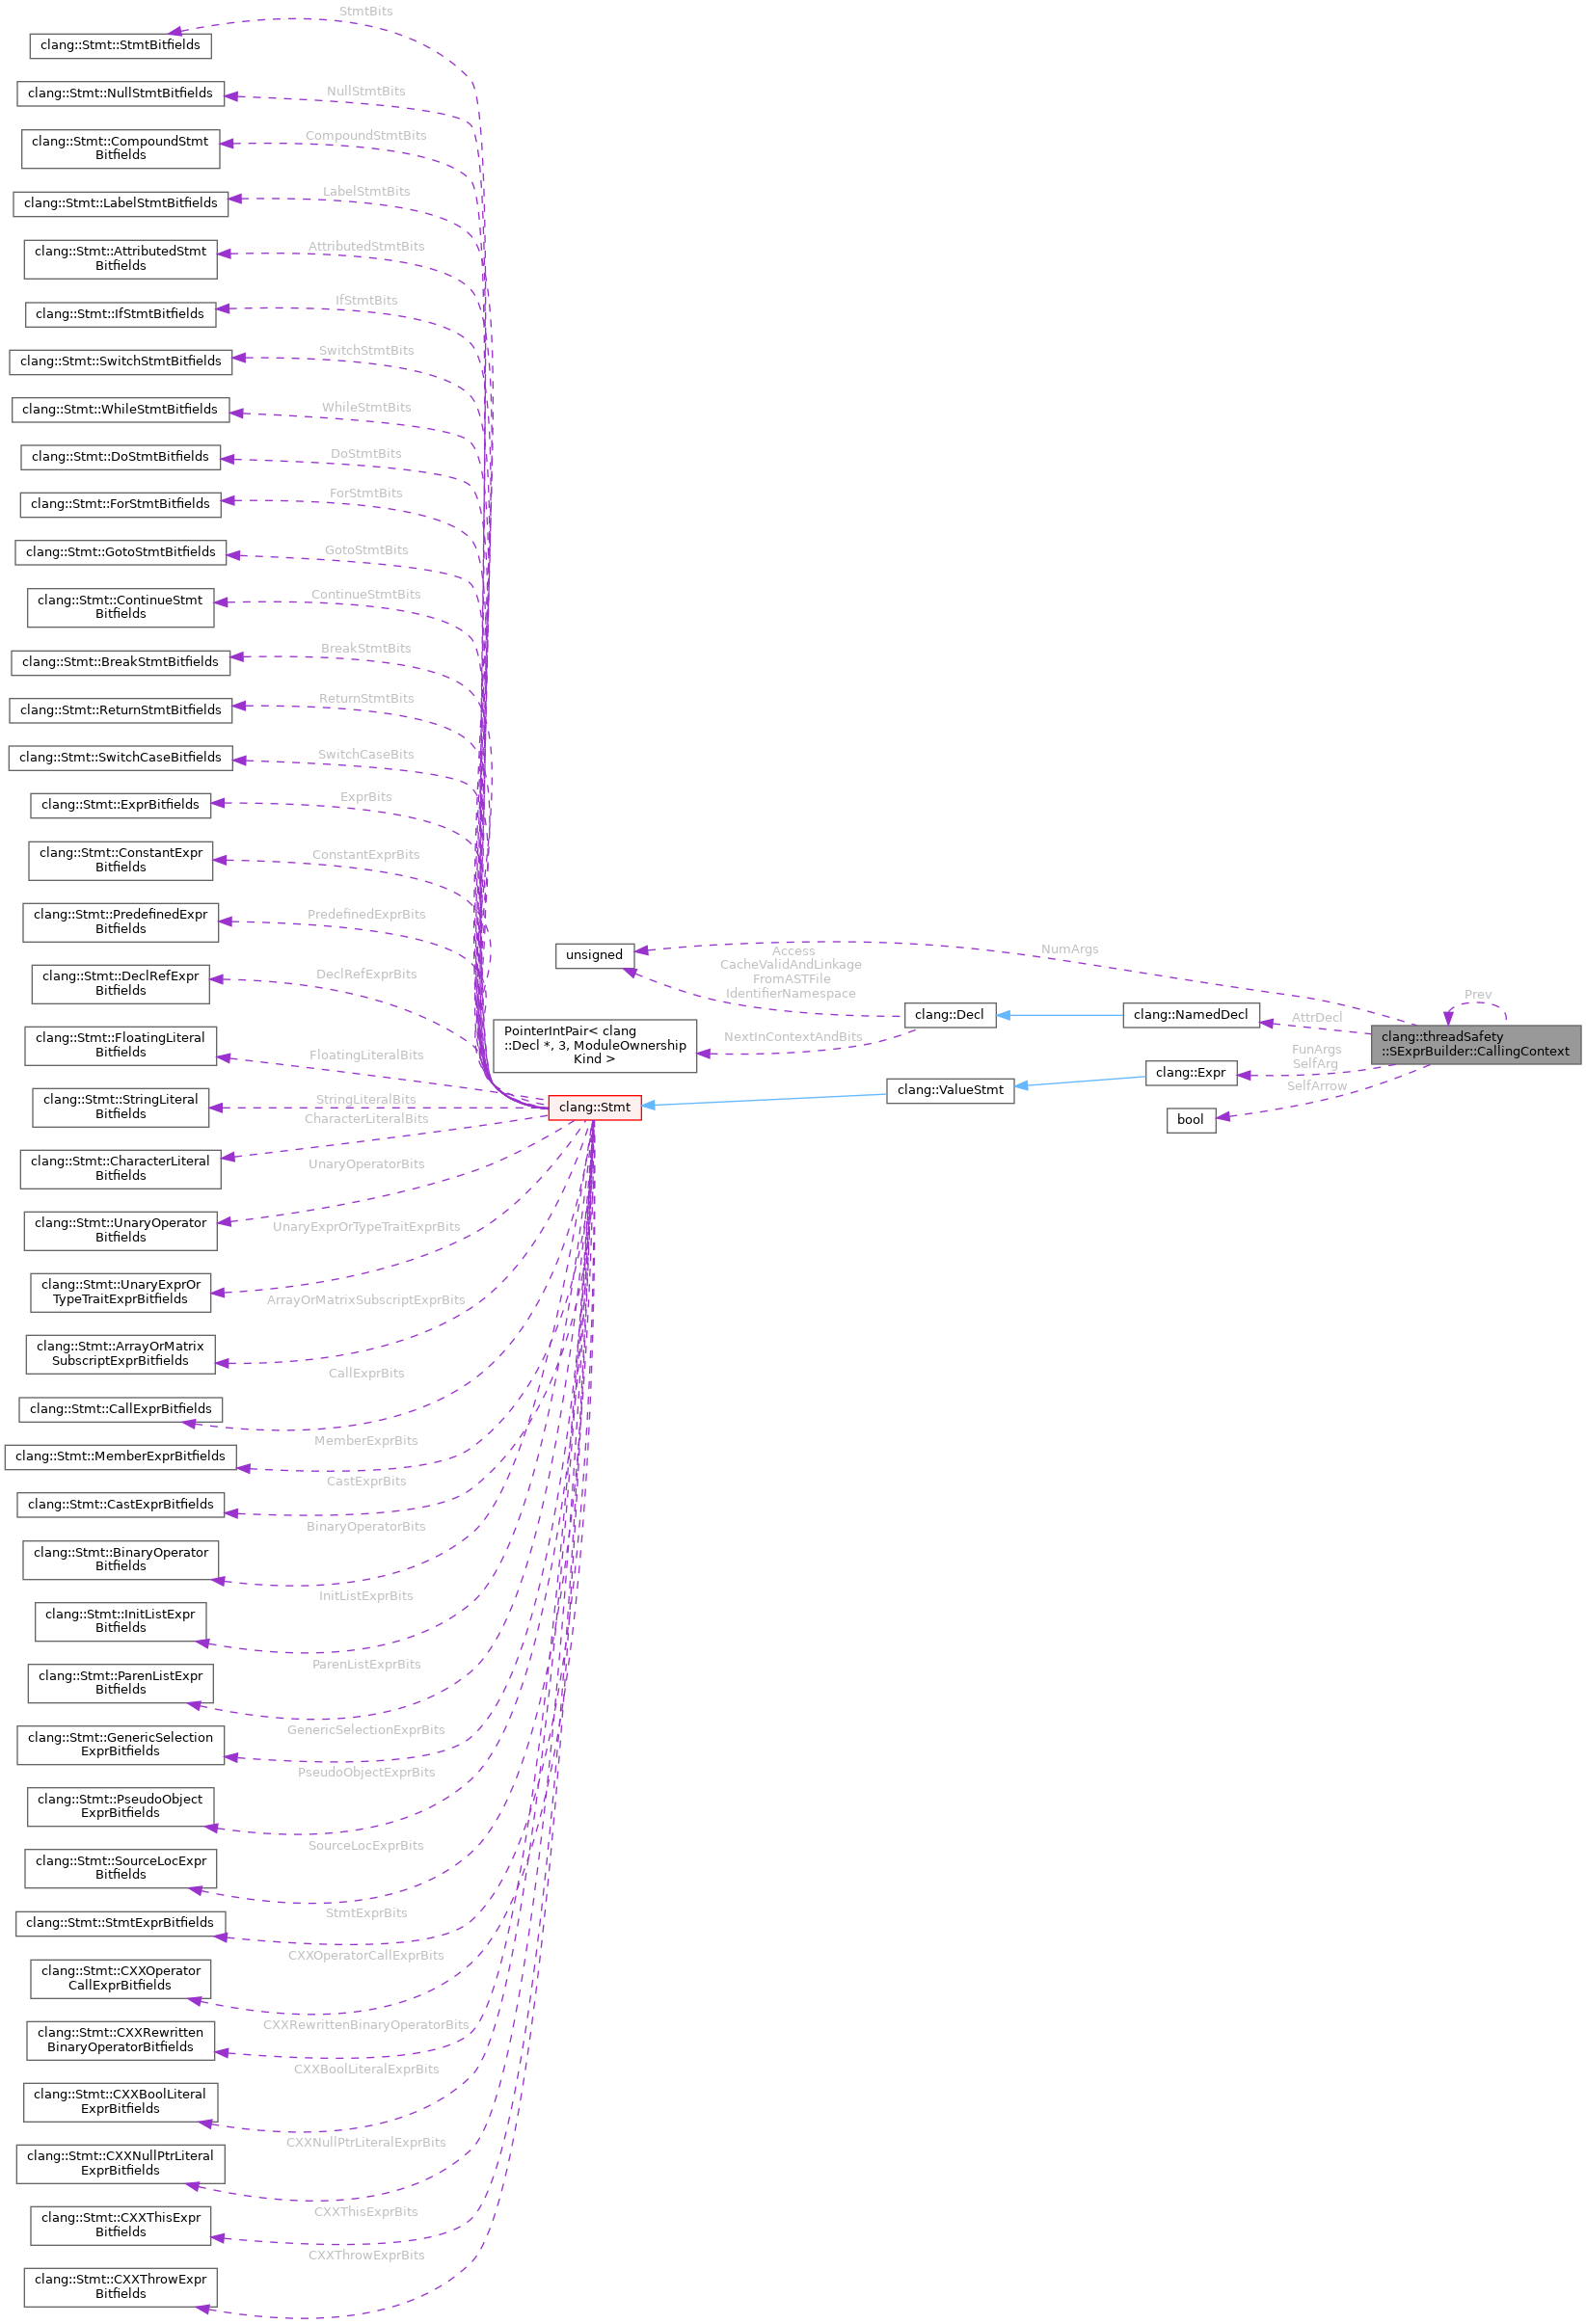 StmtBits
clang::Stmt::StmtBitfields
NullStmtBits
clang::Stmt::NullStmtBitfields
CompoundStmtBits
clang::Stmt::CompoundStmt
Bitfields
LabelStmtBits
clang::Stmt::LabelStmtBitfields
AttributedStmtBits
clang::Stmt::AttributedStmt
Bitfields
IfStmtBits
clang::Stmt::IfStmtBitfields
SwitchStmtBits
clang::Stmt::SwitchStmtBitfields
WhileStmtBits
clang::Stmt::WhileStmtBitfields
DoStmtBits
clang::Stmt::DoStmtBitfields
ForStmtBits
clang::Stmt::ForStmtBitfields
GotoStmtBits
clang::Stmt::GotoStmtBitfields
ContinueStmtBits
clang::Stmt::ContinueStmt
Bitfields
BreakStmtBits
clang::Stmt::BreakStmtBitfields
ReturnStmtBits
clang::Stmt::ReturnStmtBitfields
SwitchCaseBits
clang::Stmt::SwitchCaseBitfields
ExprBits
clang::Stmt::ExprBitfields
ConstantExprBits
clang::Stmt::ConstantExpr
Bitfields
PredefinedExprBits
clang::Stmt::PredefinedExpr
Bitfields
DeclRefExprBits
clang::Stmt::DeclRefExpr
Bitfields
FloatingLiteralBits
clang::Stmt::FloatingLiteral
Bitfields
StringLiteralBits
clang::Stmt::StringLiteral
Bitfields
CharacterLiteralBits
clang::Stmt::CharacterLiteral
Bitfields
UnaryOperatorBits
clang::Stmt::UnaryOperator
Bitfields
UnaryExprOrTypeTraitExprBits
clang::Stmt::UnaryExprOr
TypeTraitExprBitfields
ArrayOrMatrixSubscriptExprBits
clang::Stmt::ArrayOrMatrix
SubscriptExprBitfields
CallExprBits
clang::Stmt::CallExprBitfields
MemberExprBits
clang::Stmt::MemberExprBitfields
CastExprBits
clang::Stmt::CastExprBitfields
BinaryOperatorBits
clang::Stmt::BinaryOperator
Bitfields
InitListExprBits
clang::Stmt::InitListExpr
Bitfields
ParenListExprBits
clang::Stmt::ParenListExpr
Bitfields
GenericSelectionExprBits
clang::Stmt::GenericSelection
ExprBitfields
PseudoObjectExprBits
clang::Stmt::PseudoObject
ExprBitfields
SourceLocExprBits
clang::Stmt::SourceLocExpr
Bitfields
StmtExprBits
clang::Stmt::StmtExprBitfields
CXXOperatorCallExprBits
clang::Stmt::CXXOperator
CallExprBitfields
CXXRewrittenBinaryOperatorBits
clang::Stmt::CXXRewritten
BinaryOperatorBitfields
CXXBoolLiteralExprBits
clang::Stmt::CXXBoolLiteral
ExprBitfields
CXXNullPtrLiteralExprBits
clang::Stmt::CXXNullPtrLiteral
ExprBitfields
CXXThisExprBits
clang::Stmt::CXXThisExpr
Bitfields
CXXThrowExprBits
clang::Stmt::CXXThrowExpr
Bitfields
unsigned
PointerIntPair< clang
::Decl *, 3, ModuleOwnership
Kind >
clang::Stmt
Access
CacheValidAndLinkage
FromASTFile
IdentifierNamespace
NextInContextAndBits
clang::Decl
clang::ValueStmt
NumArgs
clang::NamedDecl
clang::Expr
bool
AttrDecl
FunArgs
SelfArg
SelfArrow
Prev
clang::threadSafety
::SExprBuilder::CallingContext